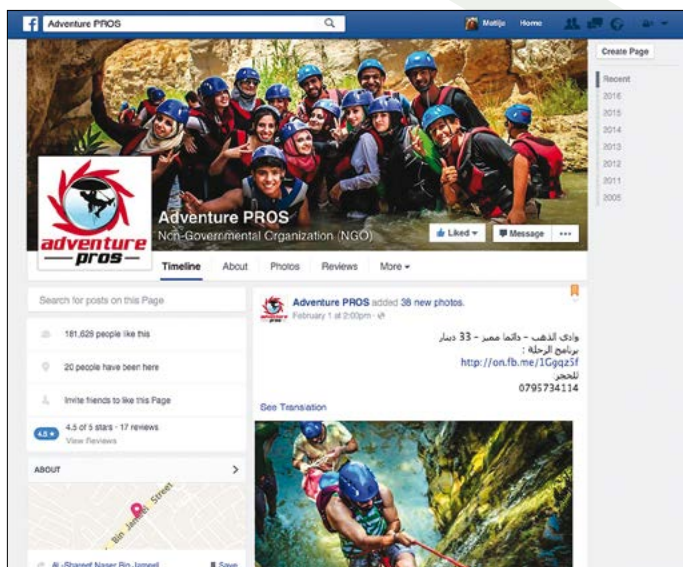 Adventure PROS
Matija
Home
Create Page
Recent
2016
2015
2014
2013
2012
2011
2005
adventure
pros
Adventure PROS
Non-Governmental Organization (NGO)
Liked
Message
Timeline
About
Photos
Reviews
More
Search for posts on this Page
181,626 people like this
20 people have been here
Invite friends to like this Page
4.5 ★
4.5 of 5 stars · 17 reviews
View Reviews
ABOUT
Bin Jameel Street
Al-Shareef Naser Bin Jameel
Save
Adventure PROS added 38 new photos.
February 1 at 2:00pm
وادي الذهب - دائما مميز - 33 دينار
برنامج الرحلة :
http://on.fb.me/1Ggqz5f
للحجز:
0795734114
See Translation